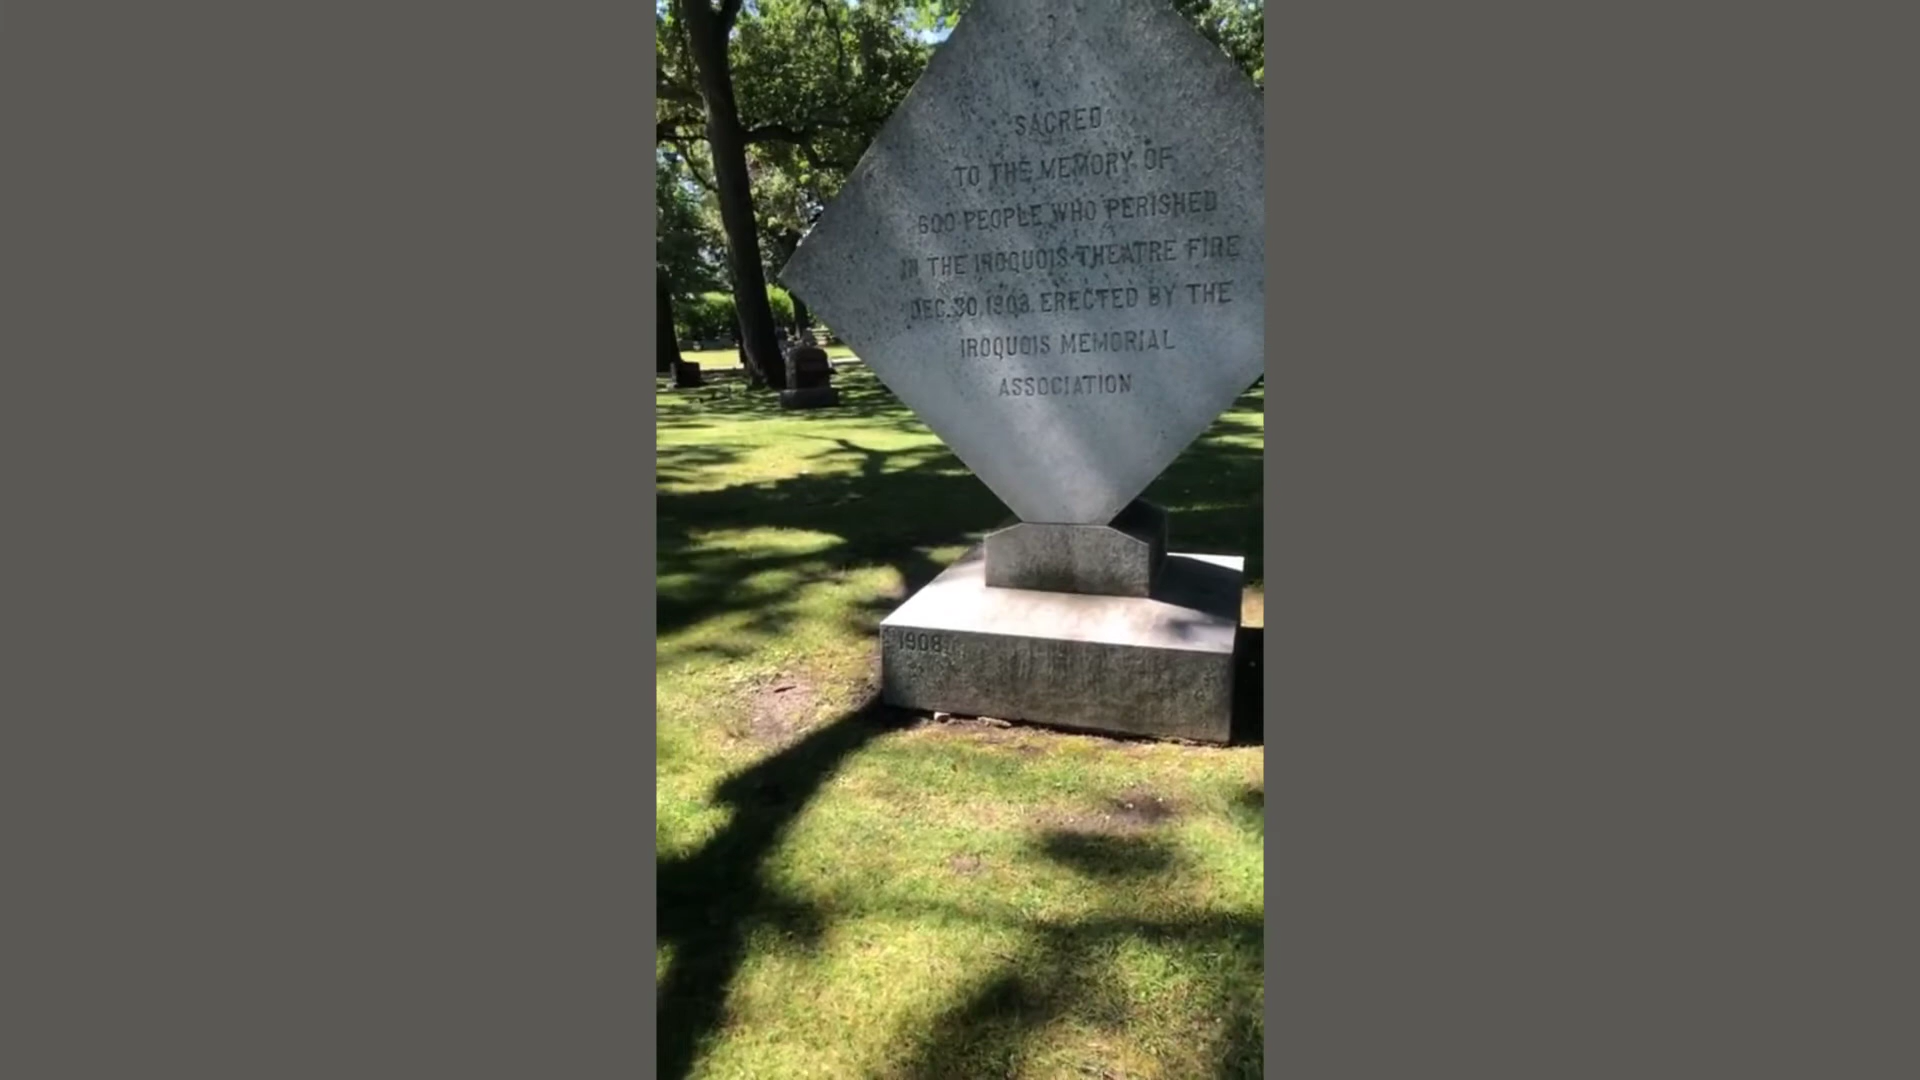 SACRED
TO THE MEMORY OF
600 PEOPLE WHO PERISHED
IN THE IROQUOIS THEATRE FIRE
DEC. 30, 1903. ERECTED BY THE
IROQUOIS MEMORIAL
ASSOCIATION
1908